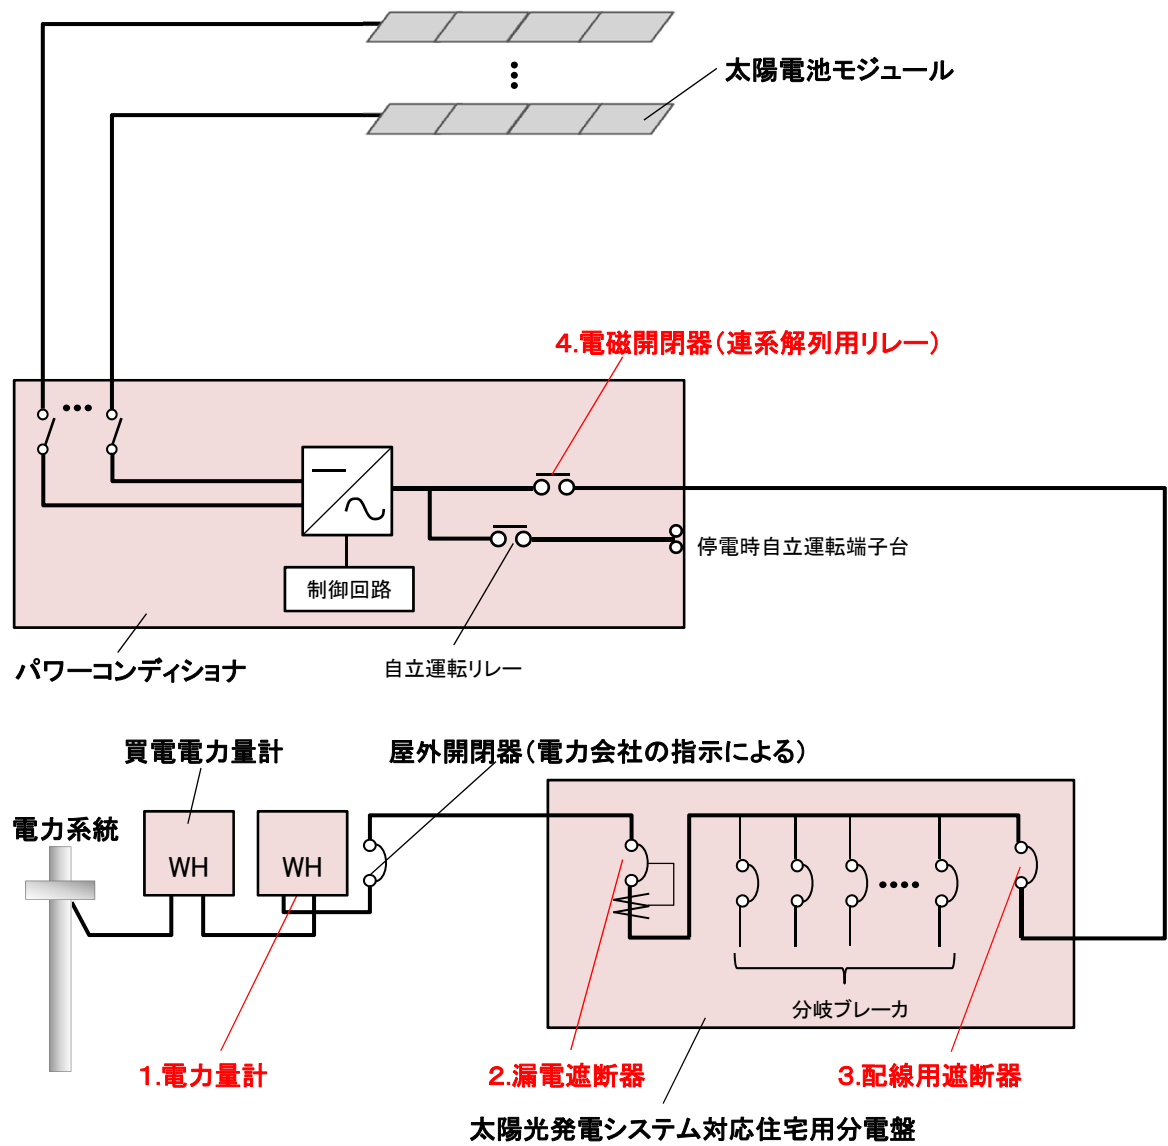 太陽電池モジュール
4.電磁開閉器(連系解列用リレー)
停電時自立運転端子台
制御回路
パワーコンディショナ
自立運転リレー
買電電力量計
屋外開閉器(電力会社の指示による)
電力系統
WH
WH
分岐ブレーカ
1.電力量計
2.漏電遮断器
3.配線用遮断器
太陽光発電システム対応住宅用分電盤